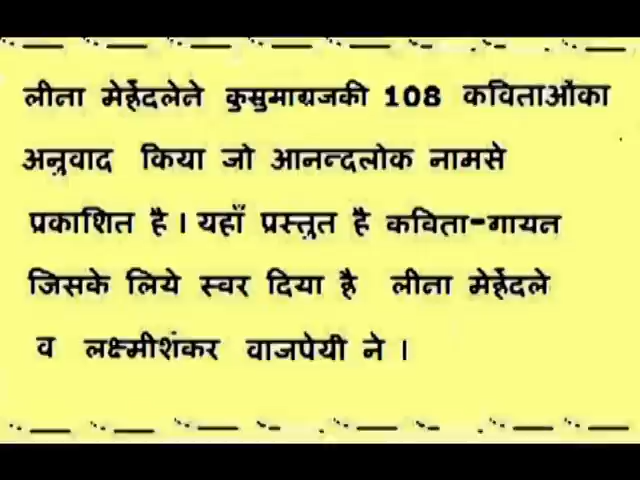 लीना मेहेंदलेने कुसुमाग्रजकी 108 कविताओंका
अनुवाद किया जो आनन्दलोक नामसे
प्रकाशित है । यहाँ प्रस्तुत है कविता-गायन
जिसके लिये स्वर दिया है लीना मेहेंदले
व लक्ष्मीशंकर वाजपेयी ने ।